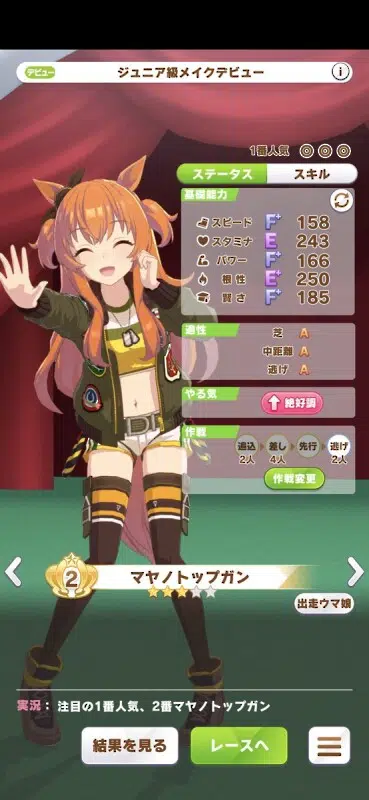 デビュー
ジュニア級メイクデビュー
i
1番人気
ステータス
スキル
基礎能力
スピード F+ 158
スタミナ E 243
パワー F+ 166
根性 E+ 250
賢さ F+ 185
適性
芝 A
中距離 A
逃げ A
やる気
絶好調
作戦
追込 差し 先行 逃げ
2人 4人 2人
作戦変更
2
マヤノトップガン
出走ウマ娘
実況： 注目の1番人気、2番マヤノトップガン
結果を見る
レースへ